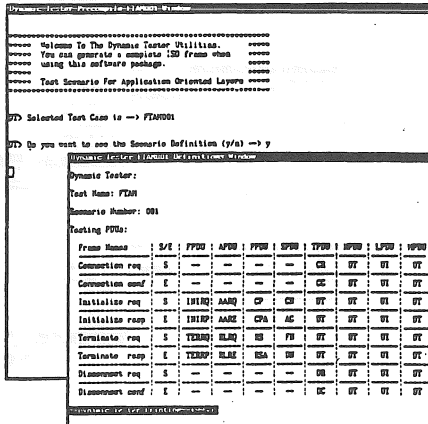 Dynamic-Tester-Precompile-FTAM001-Window
***** Welcome To The Dynamic Tester Utilities. *****
***** You can generate a complete ISO frame when *****
***** using this software package. *****
***** Test Scenario For Application Oriented Layers *****
DT> Selected Test Case is --> FTAM001
DT> Do you want to see the Scenario Definition (y/n) --> y
Dynamic Tester FTAM001 Definitions Window
Dynamic Tester:
Test Name: FTAM
Scenario Number: 001
Testing PDUs:
Frame Names | S/E | FPDU | APDU | PPDU | SPDU | TPDU | NPDU | LPDU | MPDU
Connection req | S | — | — | — | — | CR | DT | UI | DT
Connection conf | E | — | — | — | — | CC | DT | UI | DT
Initialize req | S | INIRQ | AARQ | CP | CN | DT | DT | UI | DT
Initialize resp | E | INIRP | AARE | CPA | AC | DT | DT | UI | DT
Terminate req | S | TERRQ | RLRQ | RS | FN | DT | DT | UI | DT
Terminate resp | E | TERRP | RLRE | RSA | DN | DT | DT | UI | DT
Disconnect req | S | — | — | — | — | DR | DT | UI | DT
Disconnect conf | E | — | — | — | — | DC | DT | UI | DT